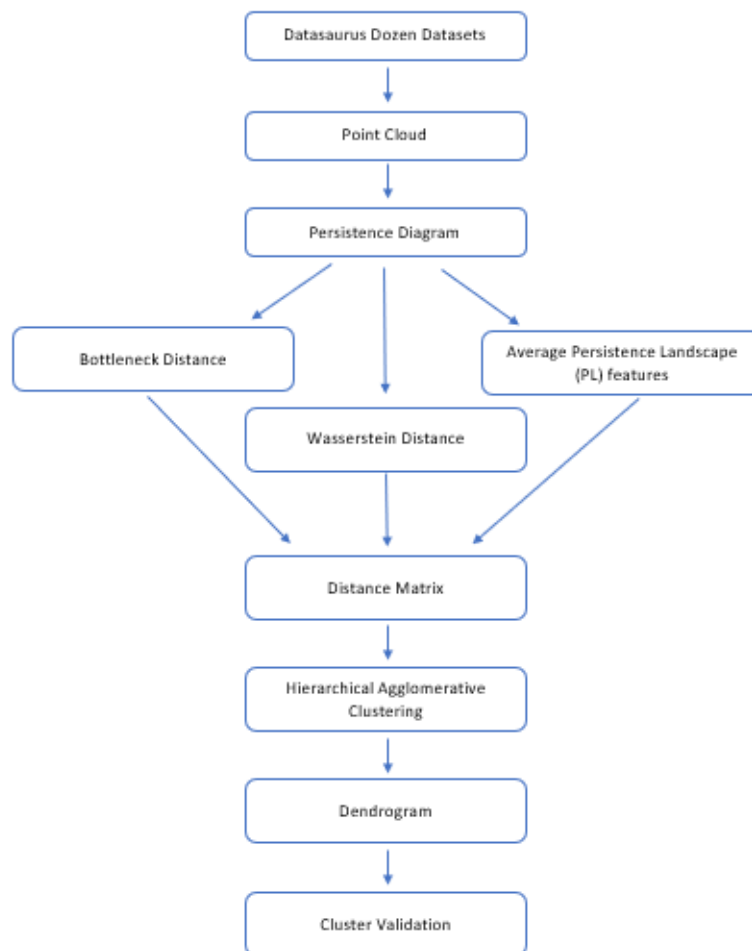 Datasaurus Dozen Datasets
Point Cloud
Persistence Diagram
Bottleneck Distance
Average Persistence Landscape
(PL) features
Wasserstein Distance
Distance Matrix
Hierarchical Agglomerative
Clustering
Dendrogram
Cluster Validation